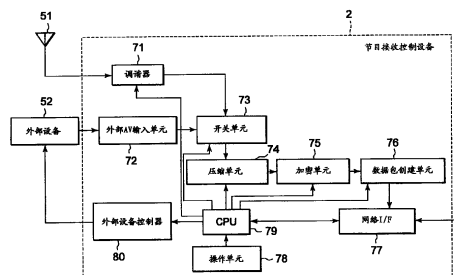 51
2
节目接收控制设备
71
调谐器
52
73
75
76
外部设备
外部AV输入单元
开关单元
74
72
压缩单元
加密单元
数据包创建单元
外部设备控制器
CPU
网络I/F
79
80
77
操作单元
78